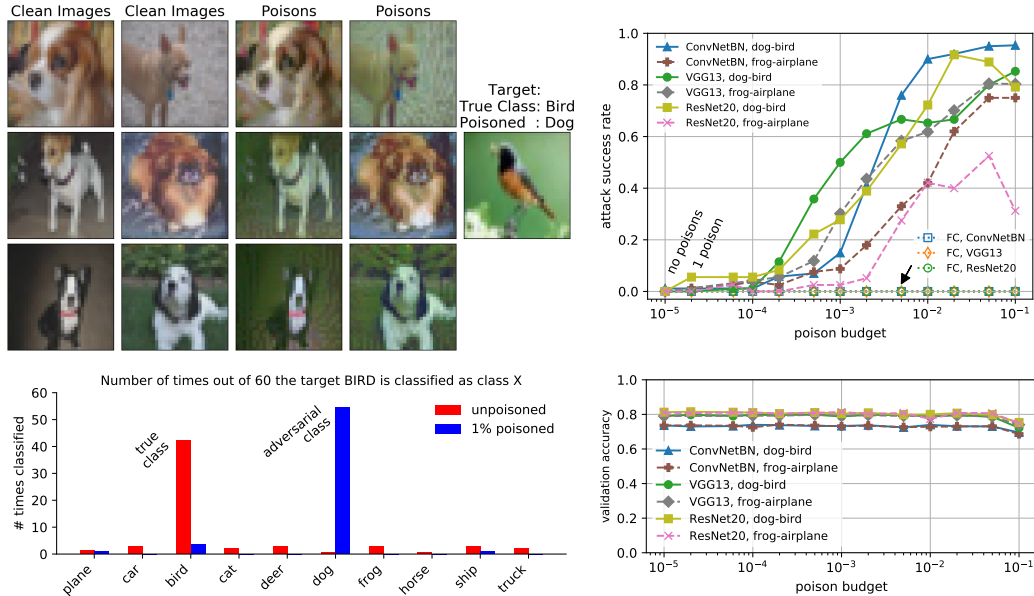 Clean Images
Clean Images
Poisons
Poisons
Target:
True Class: Bird
Poisoned : Dog
Number of times out of 60 the target BIRD is classified as class X
# times classified
60
50
40
30
20
10
0
true
class
adversarial
class
unpoisoned
1% poisoned
plane
car
bird
cat
deer
dog
frog
horse
ship
truck
attack success rate
1.0
0.8
0.6
0.4
0.2
0.0
ConvNetBN, dog-bird
ConvNetBN, frog-airplane
VGG13, dog-bird
VGG13, frog-airplane
ResNet20, dog-bird
ResNet20, frog-airplane
no poisons
1 poison
FC, ConvNetBN
FC, VGG13
FC, ResNet20
10⁻⁵
10⁻⁴
10⁻³
10⁻²
10⁻¹
poison budget
validation accuracy
1.0
0.8
0.6
0.4
0.2
0.0
ConvNetBN, dog-bird
ConvNetBN, frog-airplane
VGG13, dog-bird
VGG13, frog-airplane
ResNet20, dog-bird
ResNet20, frog-airplane
10⁻⁵
10⁻⁴
10⁻³
10⁻²
10⁻¹
poison budget